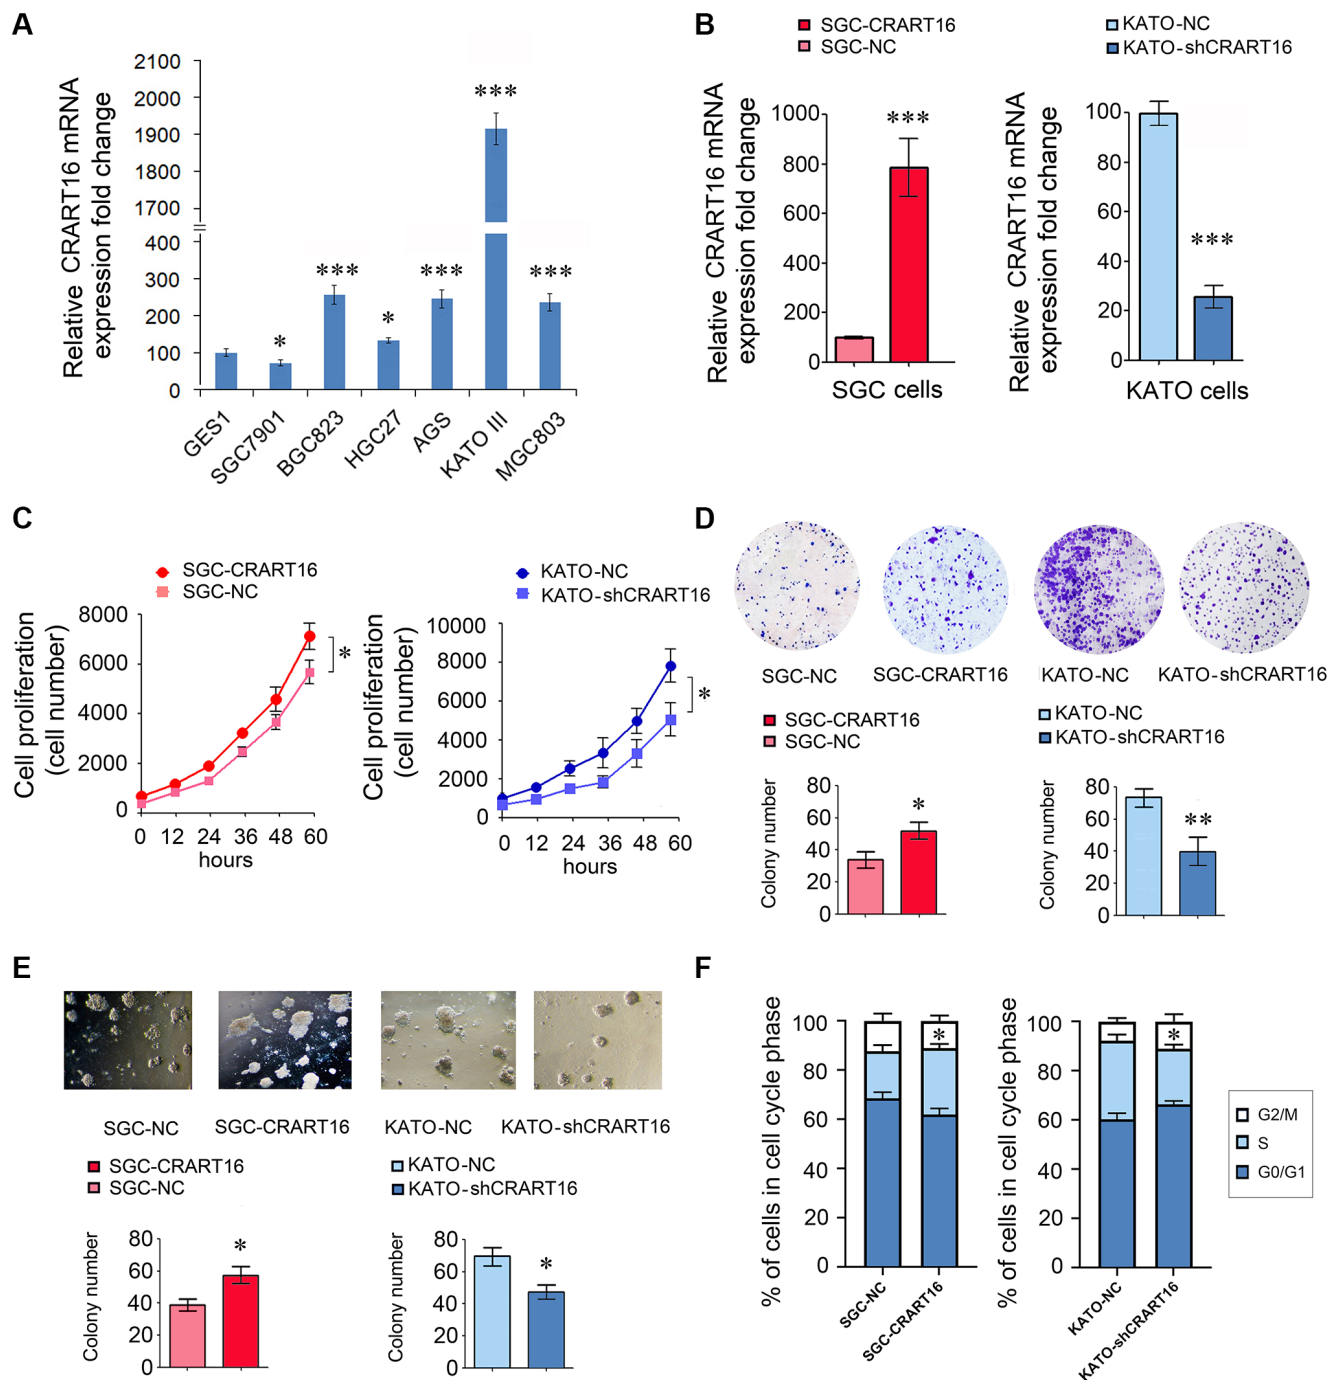 A
Relative CRART16 mRNA
expression fold change
2100
2000
1900
1800
1700
400
300
200
100
0
*
***
*
***
***
***
GES1
SGC7901
BGC823
HGC27
AGS
KATO III
MGC803
B
SGC-CRART16
SGC-NC
Relative CRART16 mRNA
expression fold change
1000
800
600
400
200
0
***
SGC cells
KATO-NC
KATO-shCRART16
Relative CRART16 mRNA
expression fold change
100
80
60
40
20
0
***
KATO cells
C
SGC-CRART16
SGC-NC
Cell proliferation
(cell number)
8000
6000
4000
2000
0
*
0 12 24 36 48 60
hours
KATO-NC
KATO-shCRART16
Cell proliferation
(cell number)
10000
8000
6000
4000
2000
0
*
0 12 24 36 48 60
hours
D
SGC-NC
SGC-CRART16
KATO-NC
KATO-shCRART16
SGC-CRART16
SGC-NC
Colony number
80
60
40
20
0
*
KATO-NC
KATO-shCRART16
Colony number
80
60
40
20
0
**
E
SGC-NC
SGC-CRART16
KATO-NC
KATO-shCRART16
SGC-CRART16
SGC-NC
Colony number
80
60
40
20
0
*
KATO-NC
KATO-shCRART16
Colony number
80
60
40
20
0
*
F
% of cells in cell cycle phase
100
80
60
40
20
0
*
SGC-NC
SGC-CRART16
% of cells in cell cycle phase
100
80
60
40
20
0
*
KATO-NC
KATO-shCRART16
G2/M
S
G0/G1